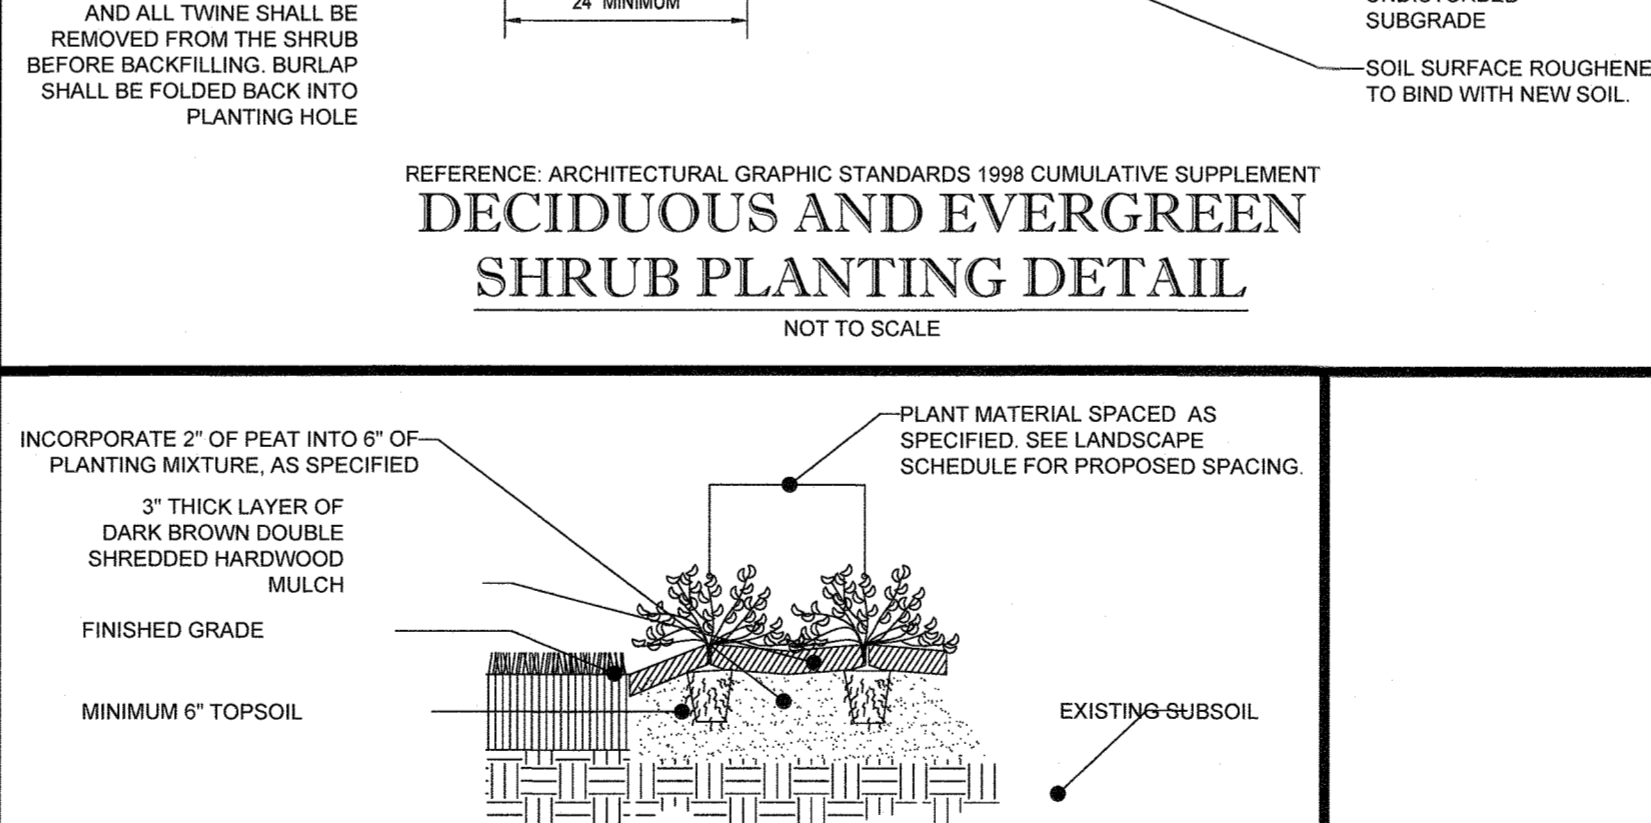 AND ALL TWINE SHALL BE
REMOVED FROM THE SHRUB
BEFORE BACKFILLING. BURLAP
SHALL BE FOLDED BACK INTO
PLANTING HOLE
24" MINIMUM
SUBGRADE
SOIL SURFACE ROUGHENE
TO BIND WITH NEW SOIL.
REFERENCE: ARCHITECTURAL GRAPHIC STANDARDS 1998 CUMULATIVE SUPPLEMENT
DECIDUOUS AND EVERGREEN
SHRUB PLANTING DETAIL
NOT TO SCALE
INCORPORATE 2" OF PEAT INTO 6" OF
PLANTING MIXTURE, AS SPECIFIED
3" THICK LAYER OF
DARK BROWN DOUBLE
SHREDDED HARDWOOD
MULCH
FINISHED GRADE
MINIMUM 6" TOPSOIL
PLANT MATERIAL SPACED AS
SPECIFIED. SEE LANDSCAPE
SCHEDULE FOR PROPOSED SPACING.
EXISTING SUBSOIL